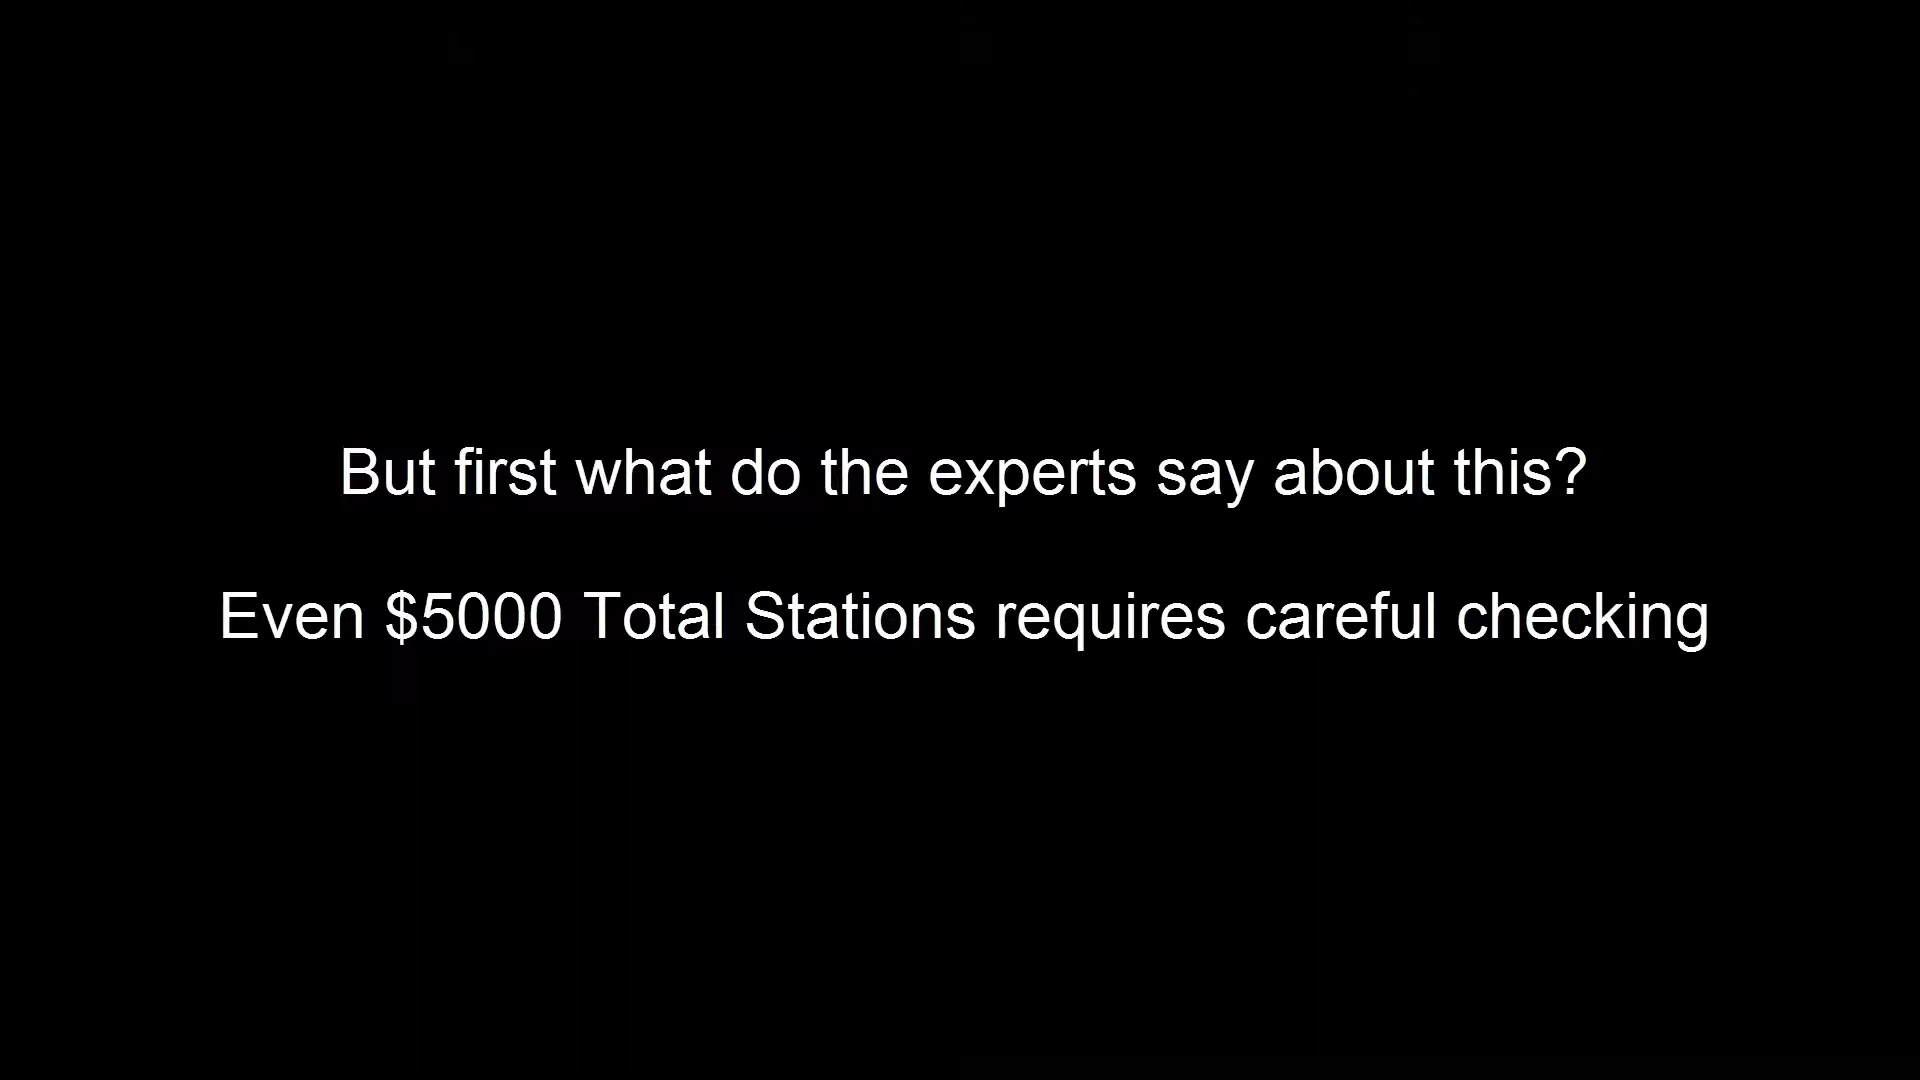 But first what do the experts say about this?
Even $5000 Total Stations requires careful checking